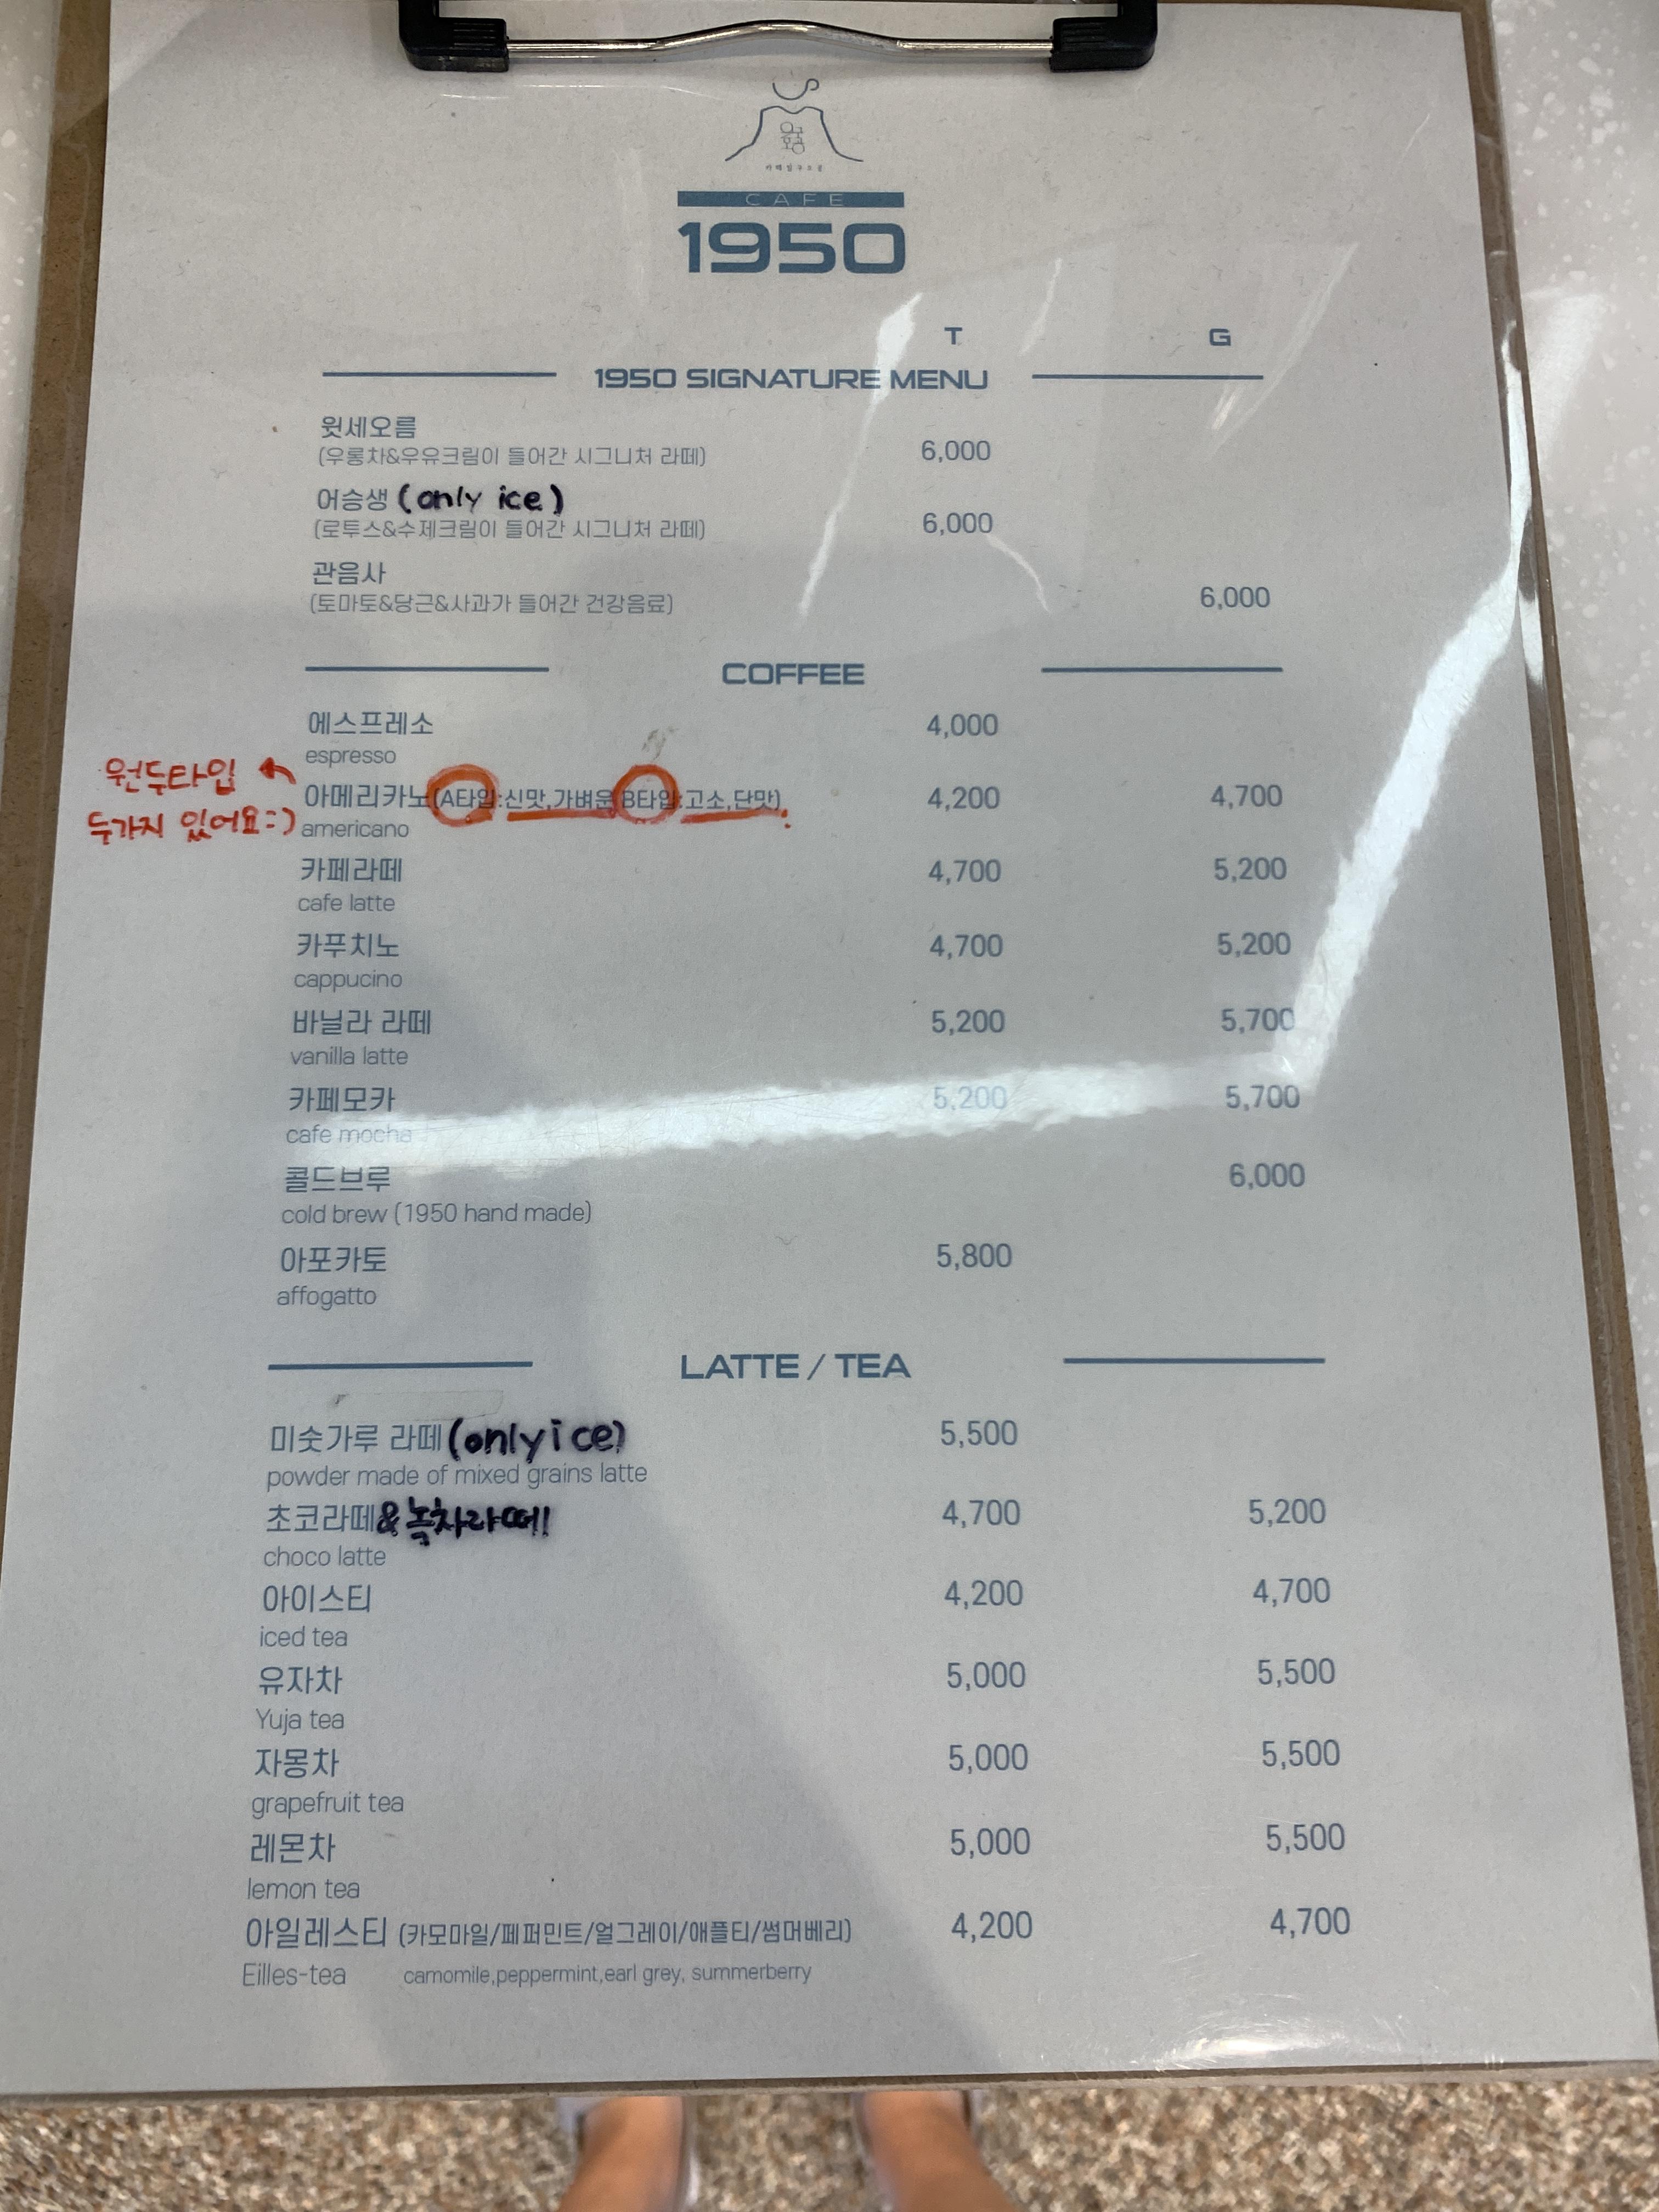 CAFE
1950
T G
1950 SIGNATURE MENU
윗세오름
(우롱차&우유크림이 들어간 시그니처 라떼) 6,000
어승생 (only ice)
(로투스&수제크림이 들어간 시그니처 라떼) 6,000
관음사
(토마토&당근&사과가 들어간 건강음료) 6,000
COFFEE
에스프레소 4,000
espresso
원두타입
두가지 있어요:)
아메리카노(A타입:신맛,가벼운 B타입:고소,단맛) 4,200 4,700
americano
카페라떼 4,700 5,200
cafe latte
카푸치노 4,700 5,200
cappucino
바닐라 라떼 5,200 5,700
vanilla latte
카페모카 5,200 5,700
cafe mocha
콜드브루 6,000
cold brew (1950 hand made)
아포카토 5,800
affogatto
LATTE / TEA
미숫가루 라떼 (only ice) 5,500
powder made of mixed grains latte
초코라떼 & 녹차라떼! 4,700 5,200
choco latte
아이스티 4,200 4,700
iced tea
유자차 5,000 5,500
Yuja tea
자몽차 5,000 5,500
grapefruit tea
레몬차 5,000 5,500
lemon tea
아일레스티 (카모마일/페퍼민트/얼그레이/애플티/썸머베리) 4,200 4,700
Eilles-tea camomile,peppermint,earl grey, summerberry